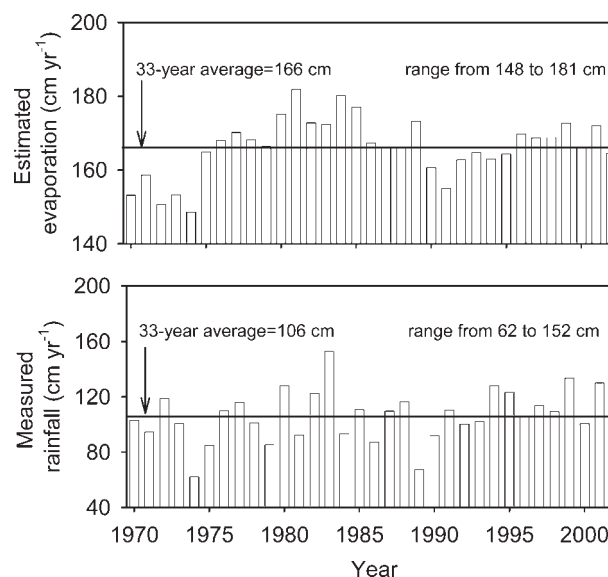 200
180
160
140
Estimated
evaporation (cm yr⁻¹)
33-year average=166 cm
range from 148 to 181 cm
200
160
120
80
40
Measured
rainfall (cm yr⁻¹)
33-year average=106 cm
range from 62 to 152 cm
1970 1975 1980 1985 1990 1995 2000
Year